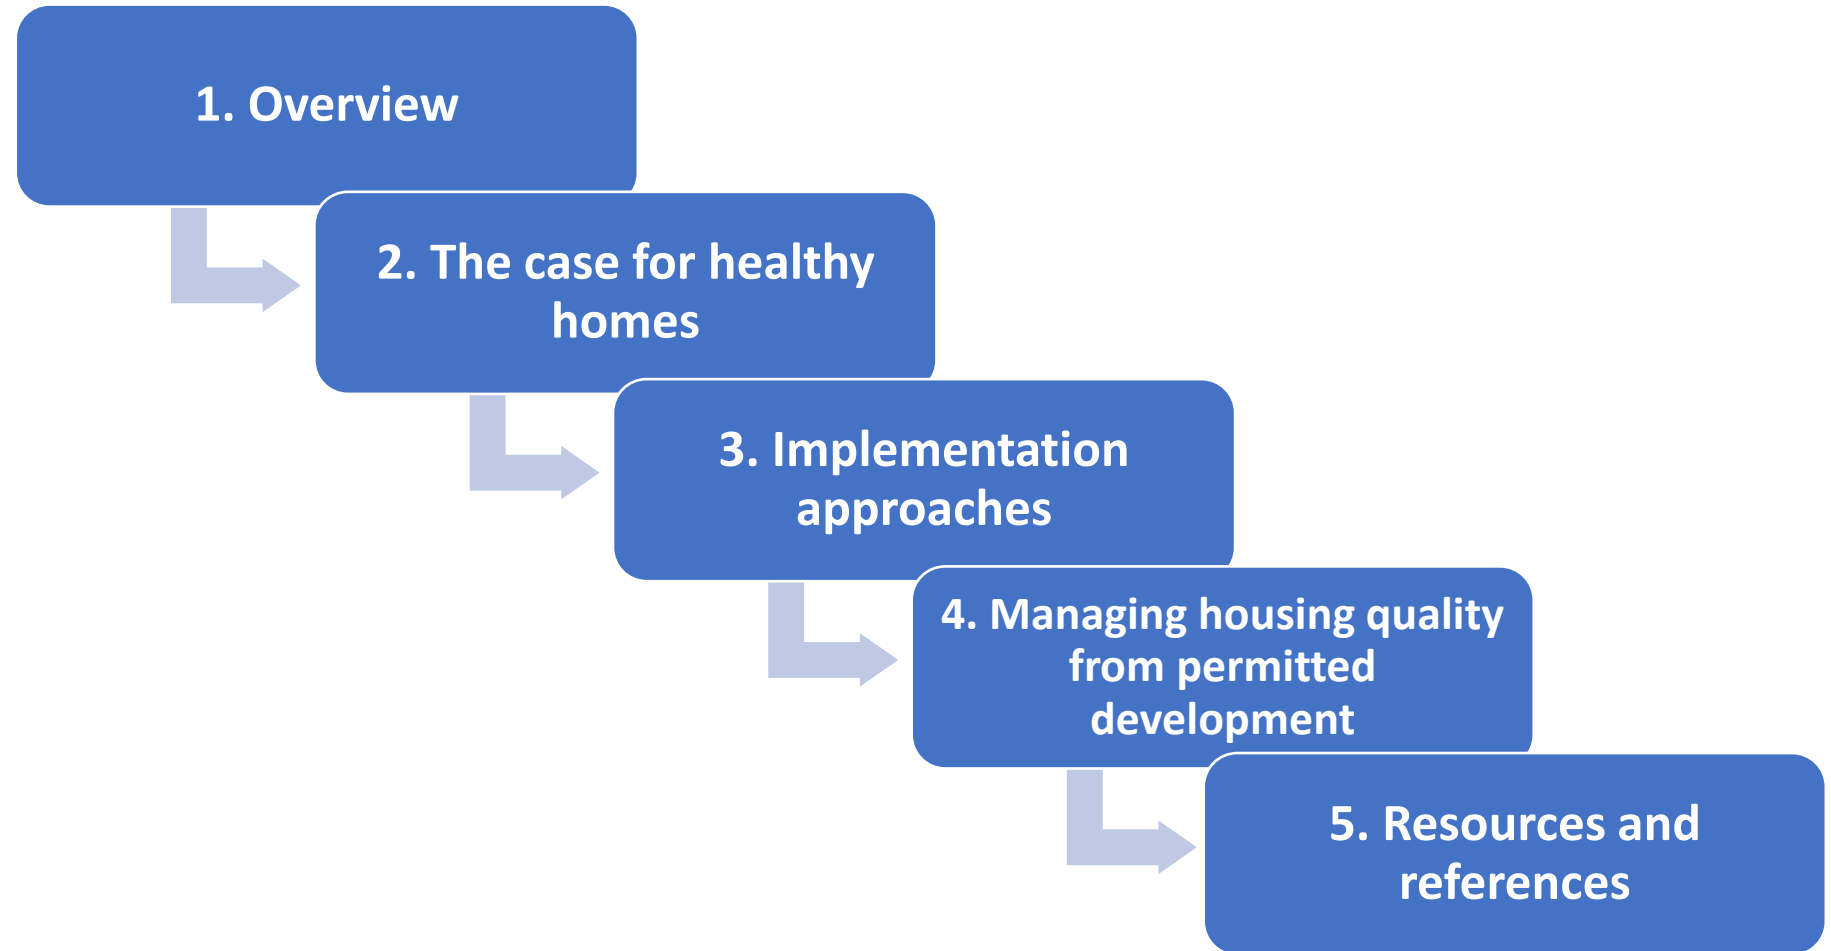 1. Overview
2. The case for healthy
homes
3. Implementation
approaches
4. Managing housing quality
from permitted
development
5. Resources and
references